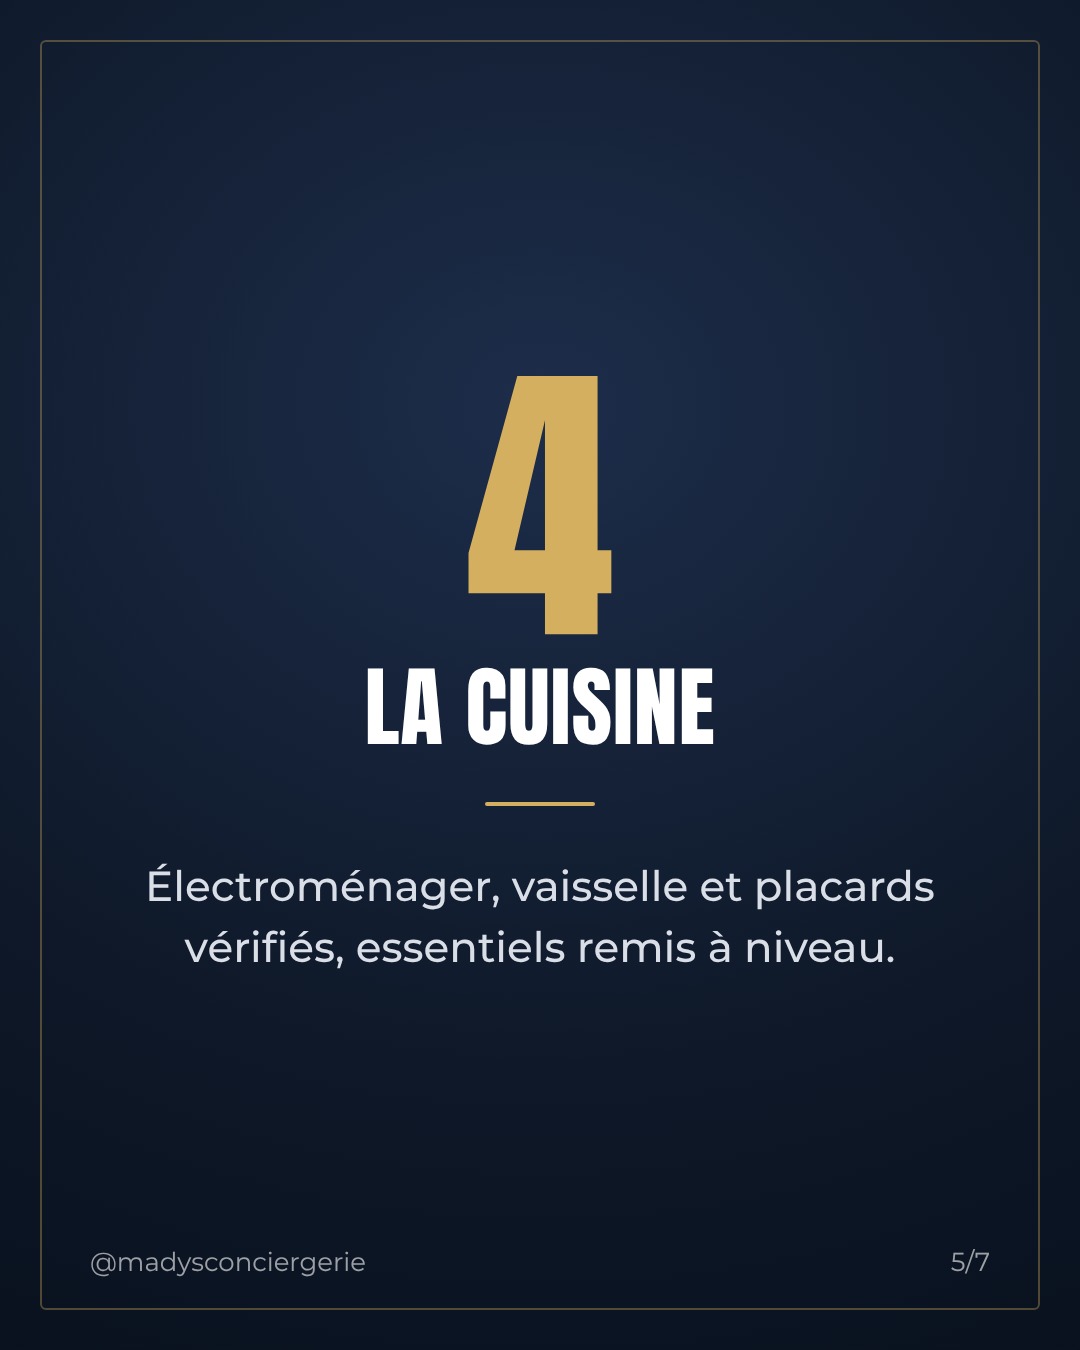 4
LA CUISINE
Électroménager, vaisselle et placards
vérifiés, essentiels remis à niveau.
@madysconciergerie
5/7